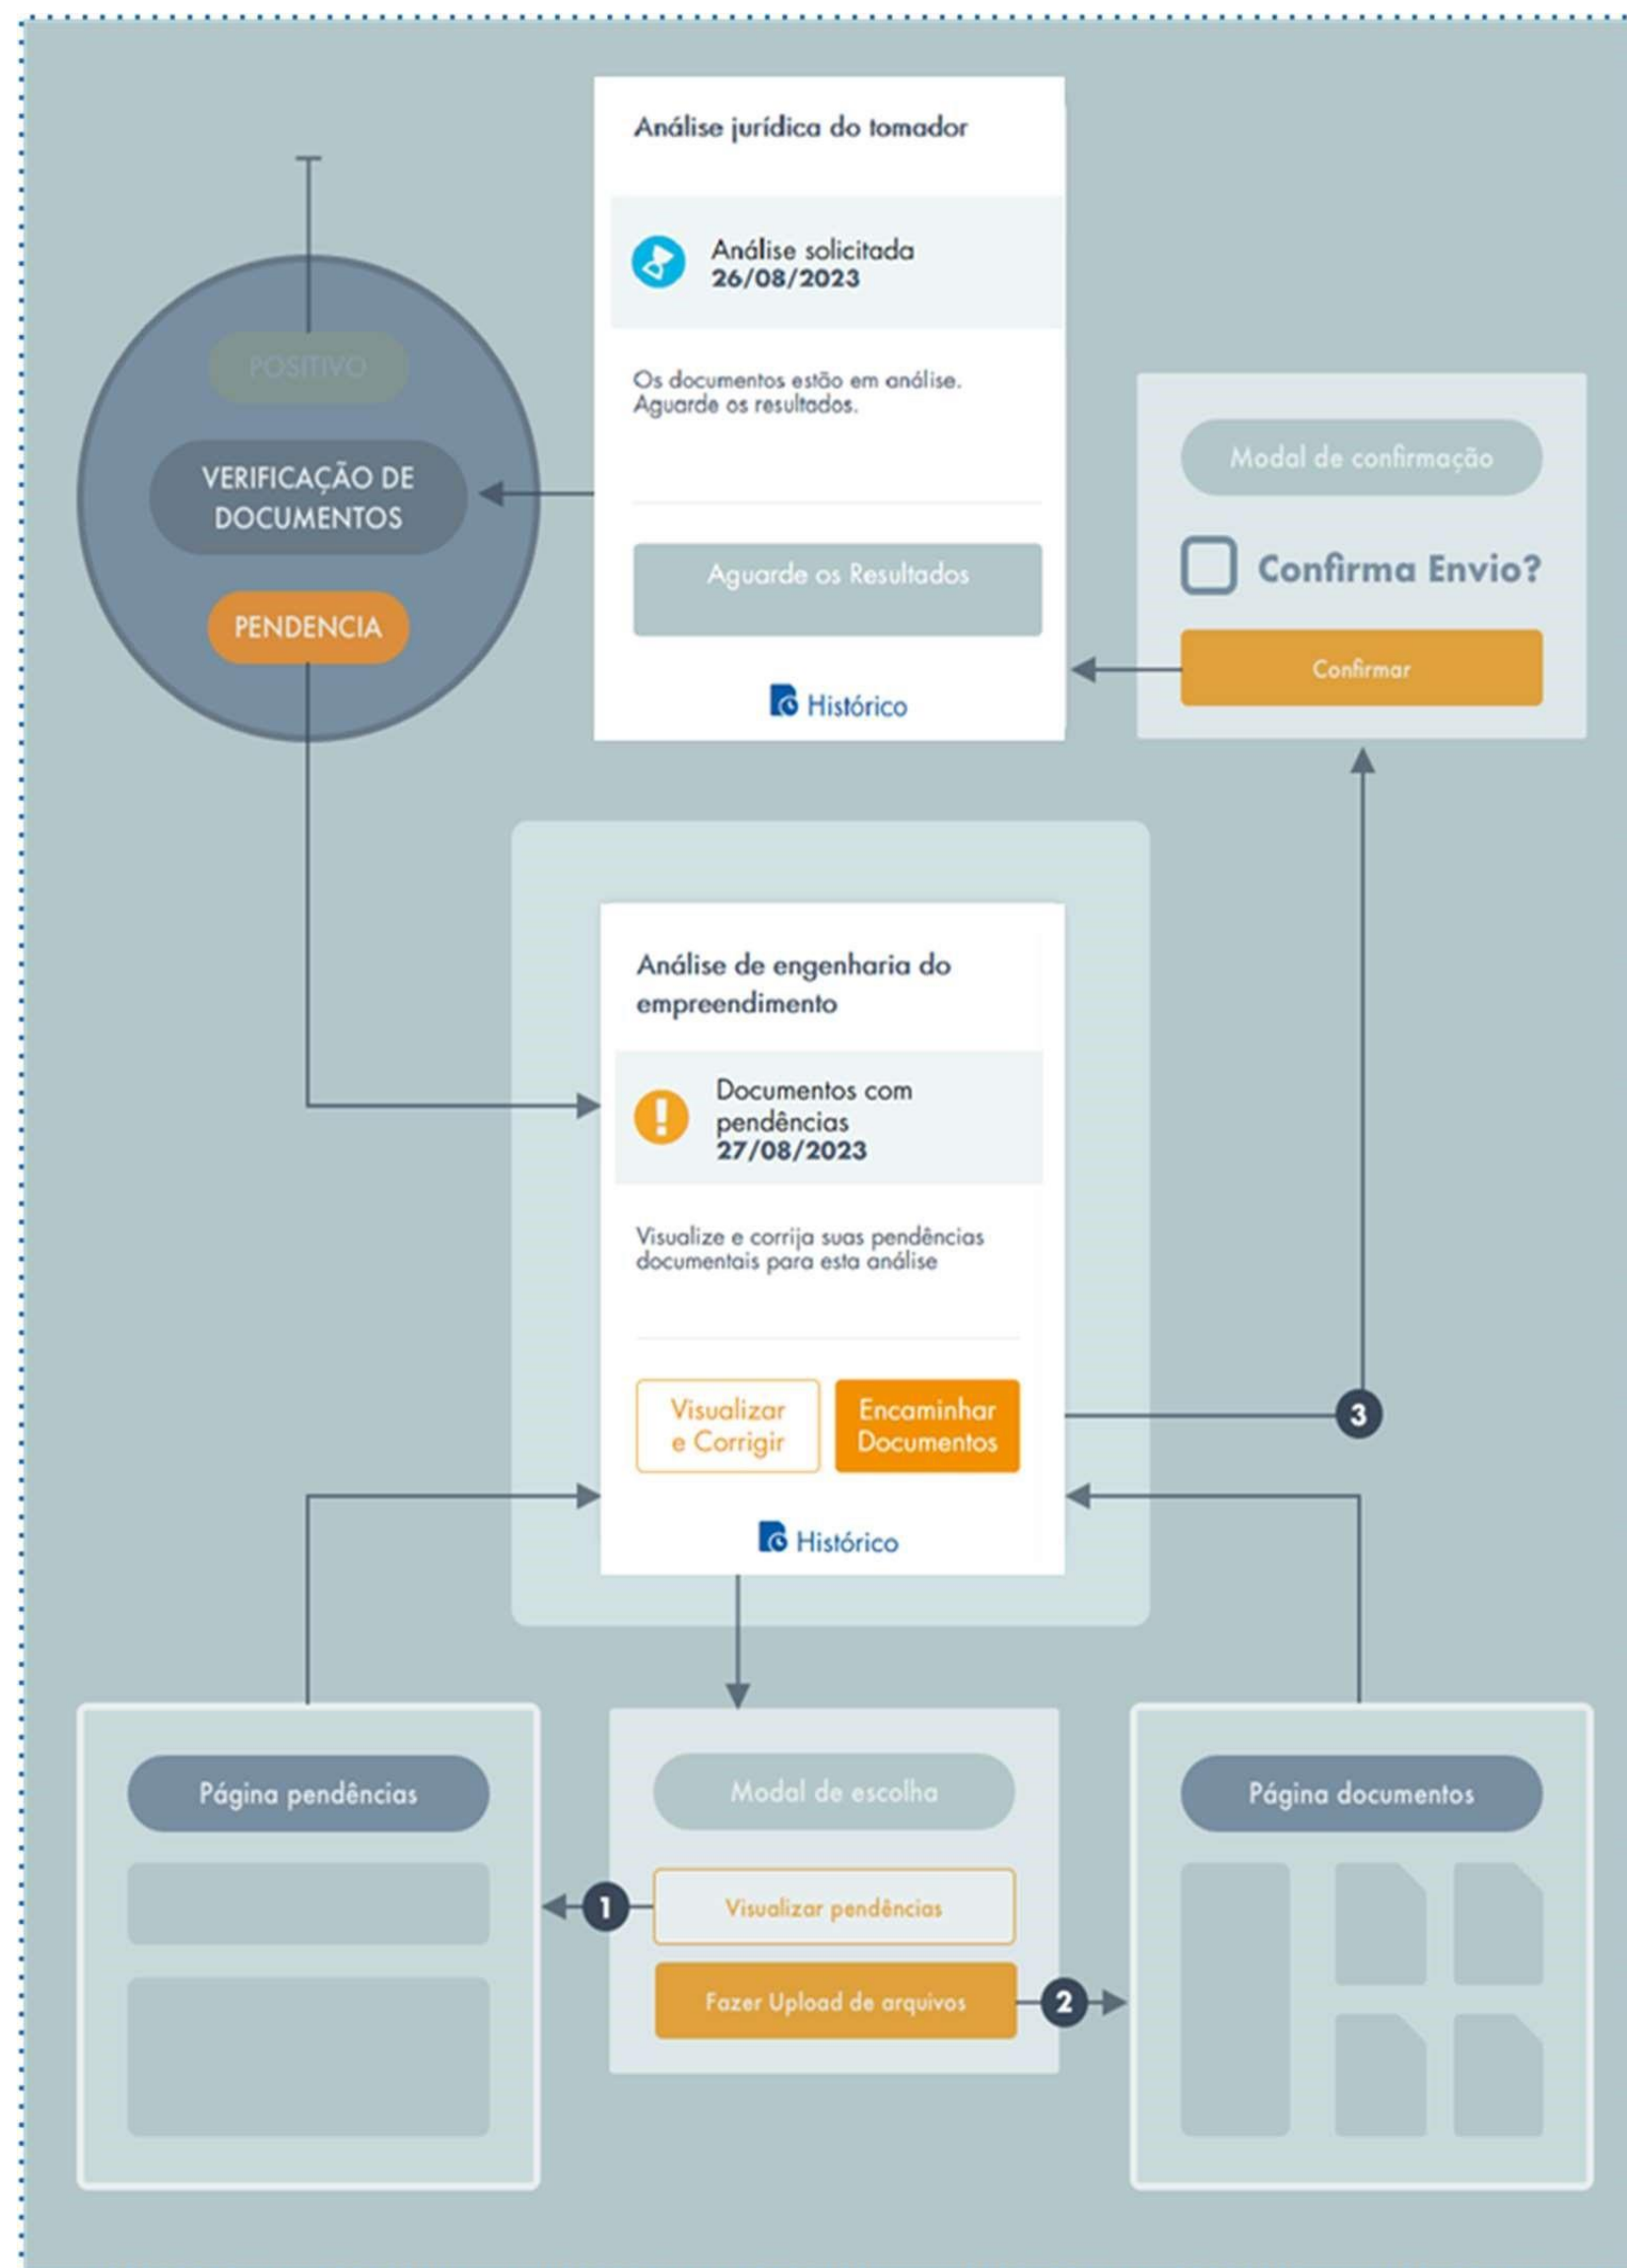 Análise jurídica do tomador
Análise solicitada
26/08/2023
Os documentos estão em análise.
Aguarde os resultados.
Aguarde os Resultados
Histórico
POSITIVO
VERIFICAÇÃO DE
DOCUMENTOS
PENDENCIA
Modal de confirmação
Confirma Envio?
Confirmar
Análise de engenharia do
empreendimento
Documentos com
pendências
27/08/2023
Visualize e corrija suas pendências
documentais para esta análise
Visualizar
e Corrigir
Encaminhar
Documentos
3
Histórico
Página pendências
Modal de escolha
Visualizar pendências
1
Fazer Upload de arquivos
2
Página documentos